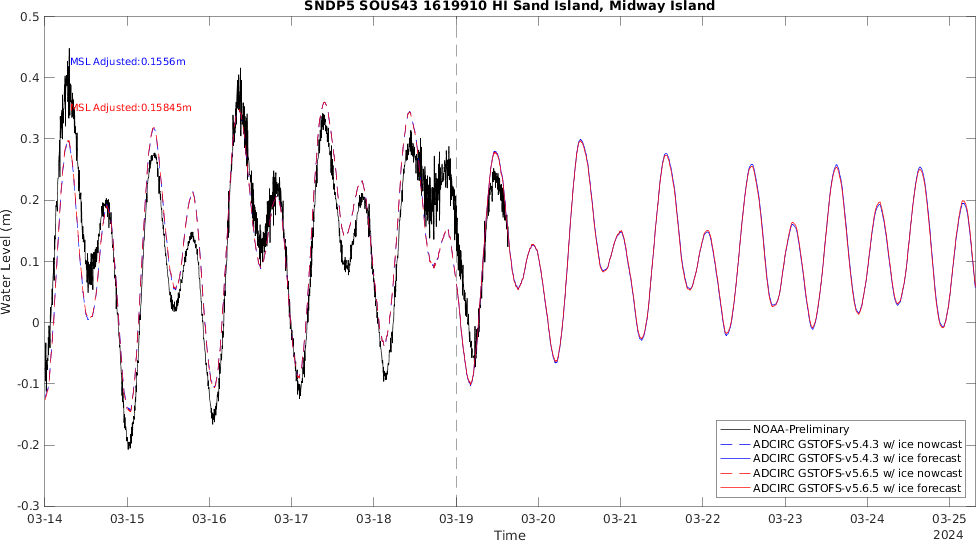 SNDP5 SOUS43 1619910 HI Sand Island, Midway Island
0.5
0.4
0.3
0.2
0.1
0
-0.1
-0.2
-0.3
Water Level (m)
MSL Adjusted:0.1556m
MSL Adjusted:0.15845m
NOAA-Preliminary
ADCIRC GSTOFS-v5.4.3 w/ ice nowcast
ADCIRC GSTOFS-v5.4.3 w/ ice forecast
ADCIRC GSTOFS-v5.6.5 w/ ice nowcast
ADCIRC GSTOFS-v5.6.5 w/ ice forecast
03-14 03-15 03-16 03-17 03-18 03-19 03-20 03-21 03-22 03-23 03-24 03-25
2024
Time